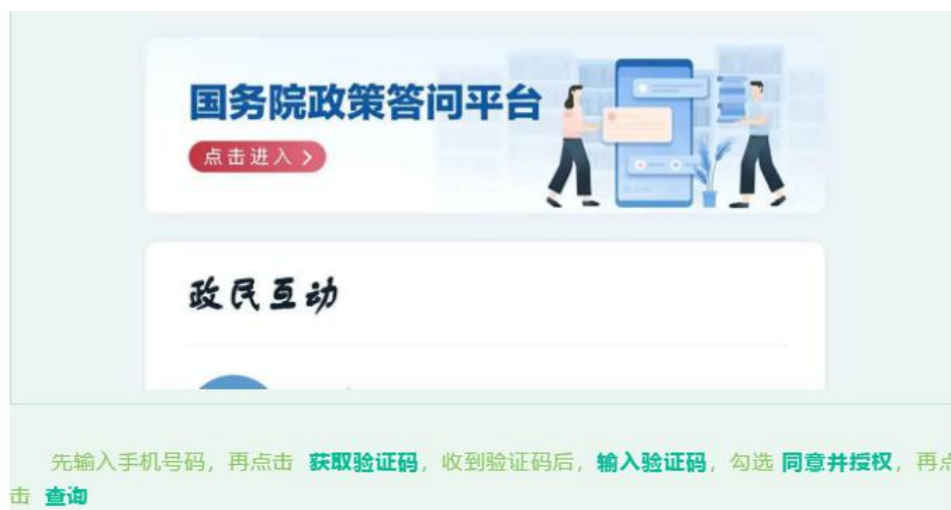 国务院政策答问平台
点击进入 >
政民互动
先输入手机号码，再点击 获取验证码，收到验证码后，输入验证码，勾选 同意并授权，再点
击 查询